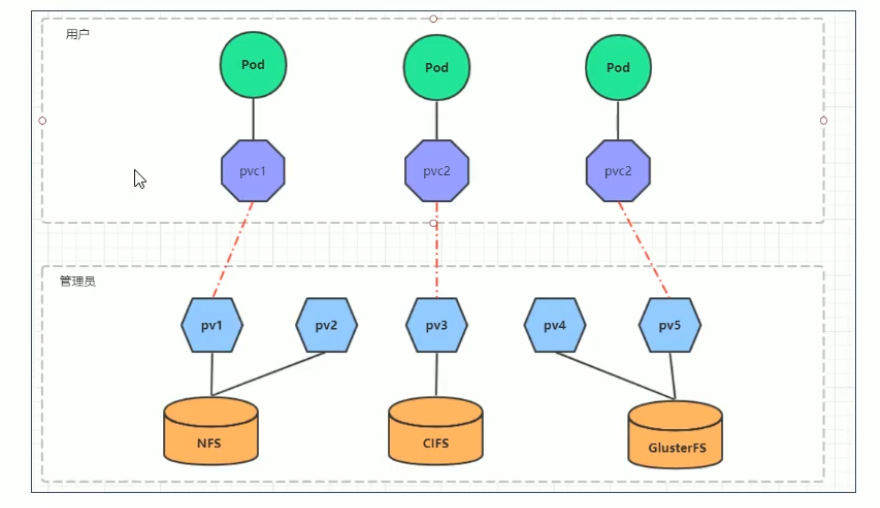 用户
Pod
Pod
Pod
pvc1
pvc2
pvc2
管理员
pv1
pv2
pv3
pv4
pv5
NFS
CIFS
GlusterFS